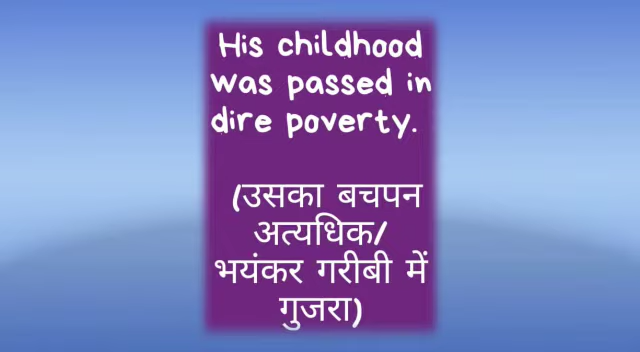 His childhood
was passed in
dire poverty.
(उसका बचपन
अत्यधिक/
भयंकर गरीबी में
गुजरा)